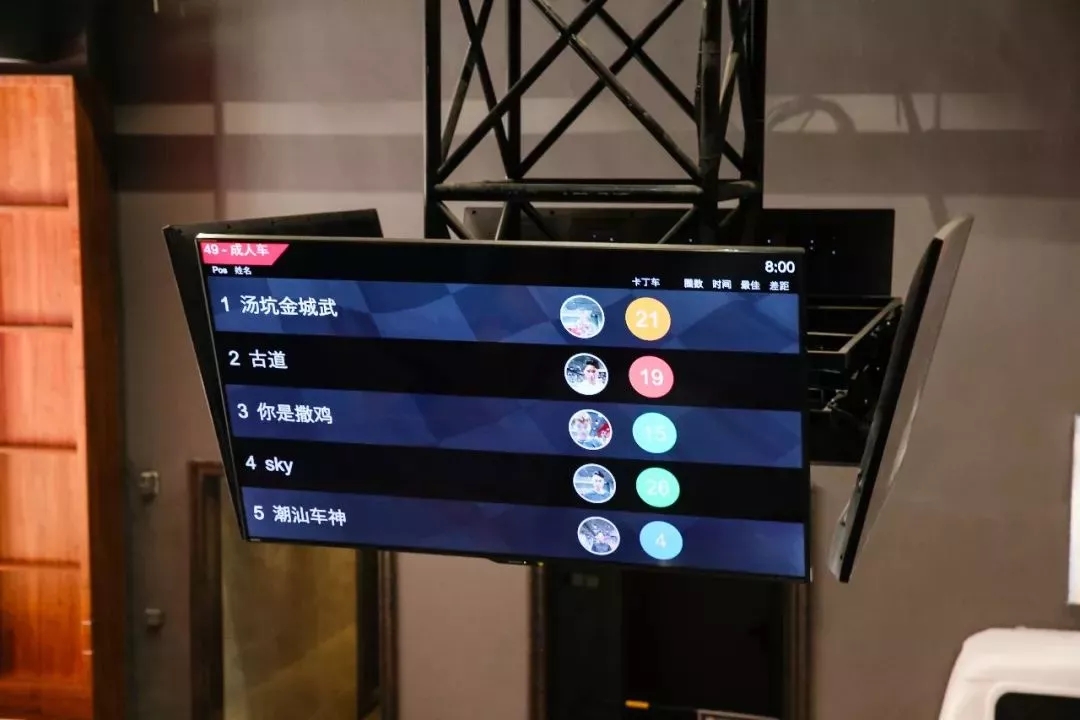 49 - 成人车
8:00
Pos 姓名 卡丁车 圈数 时间 最佳 差距
1 汤坑金城武 21
2 古道 19
3 你是撒鸡 15
4 sky 26
5 潮汕车神 4